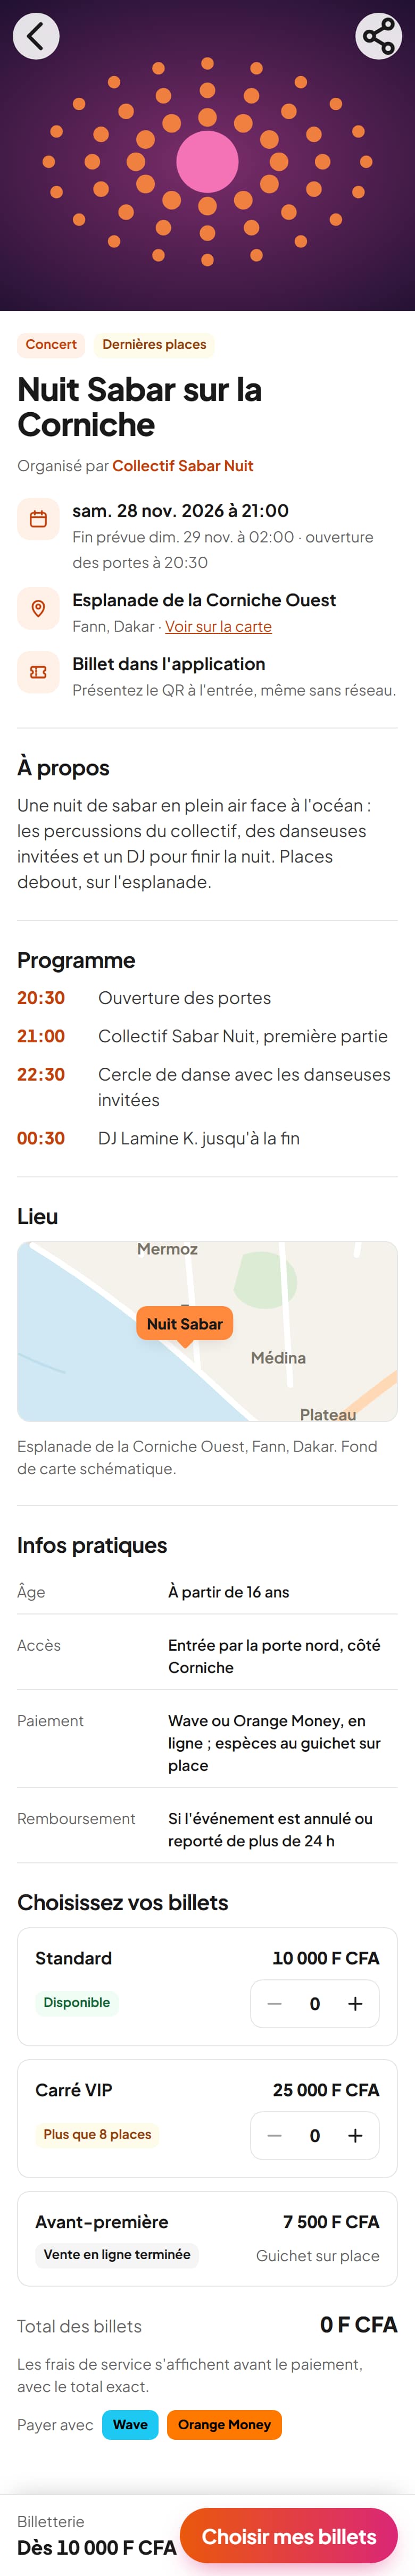 Concert
Dernières places
Nuit Sabar sur la
Corniche
Organisé par Collectif Sabar Nuit
sam. 28 nov. 2026 à 21:00
Fin prévue dim. 29 nov. à 02:00 · ouverture
des portes à 20:30
Esplanade de la Corniche Ouest
Fann, Dakar · Voir sur la carte
Billet dans l'application
Présentez le QR à l'entrée, même sans réseau.
À propos
Une nuit de sabar en plein air face à l'océan :
les percussions du collectif, des danseuses
invitées et un DJ pour finir la nuit. Places
debout, sur l'esplanade.
Programme
20:30 Ouverture des portes
21:00 Collectif Sabar Nuit, première partie
22:30 Cercle de danse avec les danseuses
invitées
00:30 DJ Lamine K. jusqu'à la fin
Lieu
Mermoz
Nuit Sabar
Médina
Plateau
Esplanade de la Corniche Ouest, Fann, Dakar. Fond
de carte schématique.
Infos pratiques
Âge À partir de 16 ans
Accès Entrée par la porte nord, côté
Corniche
Paiement Wave ou Orange Money, en
ligne ; espèces au guichet sur
place
Remboursement Si l'événement est annulé ou
reporté de plus de 24 h
Choisissez vos billets
Standard 10 000 F CFA
Disponible − 0 +
Carré VIP 25 000 F CFA
Plus que 8 places − 0 +
Avant-première 7 500 F CFA
Vente en ligne terminée Guichet sur place
Total des billets 0 F CFA
Les frais de service s'affichent avant le paiement,
avec le total exact.
Payer avec Wave Orange Money
Billetterie
Dès 10 000 F CFA
Choisir mes billets